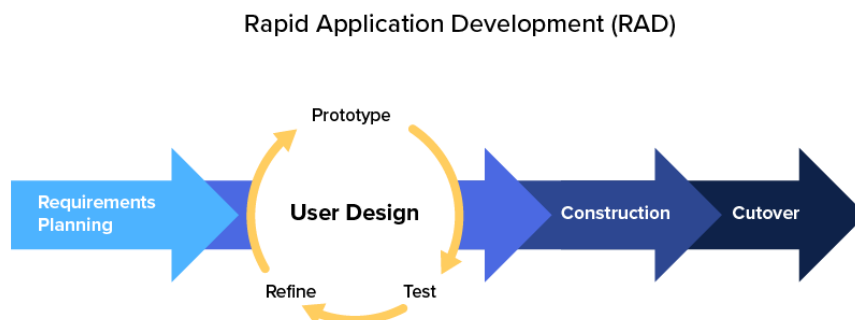 Rapid Application Development (RAD)
Prototype
Requirements
Planning
User Design
Construction
Cutover
Refine
Test